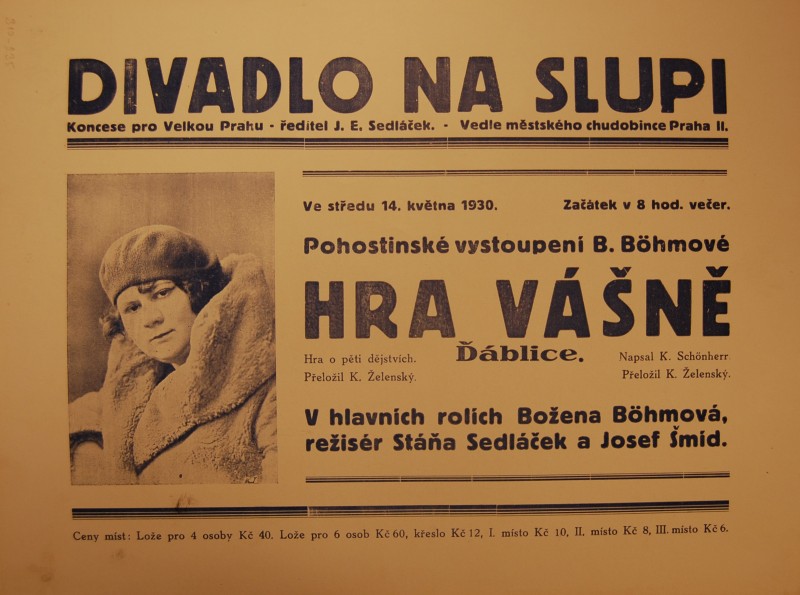 DIVADLO NA SLUPI
Koncese pro Velkou Prahu - ředitel J. E. Sedláček. - Vedle městského chudobince Praha II.
Ve středu 14. května 1930. Začátek v 8 hod. večer.
Pohostinské vystoupení B. Böhmové
HRA VÁŠNĚ
Ďáblice.
Hra o pěti dějstvích. Napsal K. Schönherr
Přeložil K. Želenský. Přeložil K. Želenský.
V hlavních rolích Božena Böhmová,
režisér Stáňa Sedláček a Josef Šmíd.
Ceny míst: Lože pro 4 osoby Kč 40. Lože pro 6 osob Kč 60, křeslo Kč 12, I. místo Kč 10, II. místo Kč 8, III. místo Kč 6.